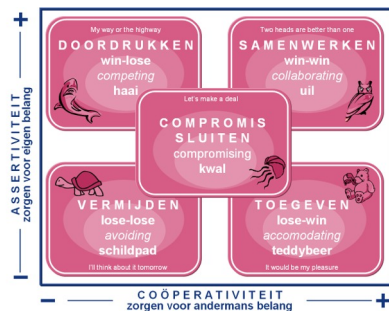 My way or the highway
DOORDRUKKEN
win-lose
competing
haai
Two heads are better than one
SAMENWERKEN
win-win
collaborating
uil
Let's make a deal
COMPROMIS
SLUITEN
compromising
kwal
VERMIJDEN
lose-lose
avoiding
schildpad
I'll think about it tomorrow
TOEGEVEN
lose-win
accomodating
teddybeer
It would be my pleasure
+
ASSERTIVITEIT
zorgen voor eigen belang
−
− COÖPERATIVITEIT +
zorgen voor andermans belang